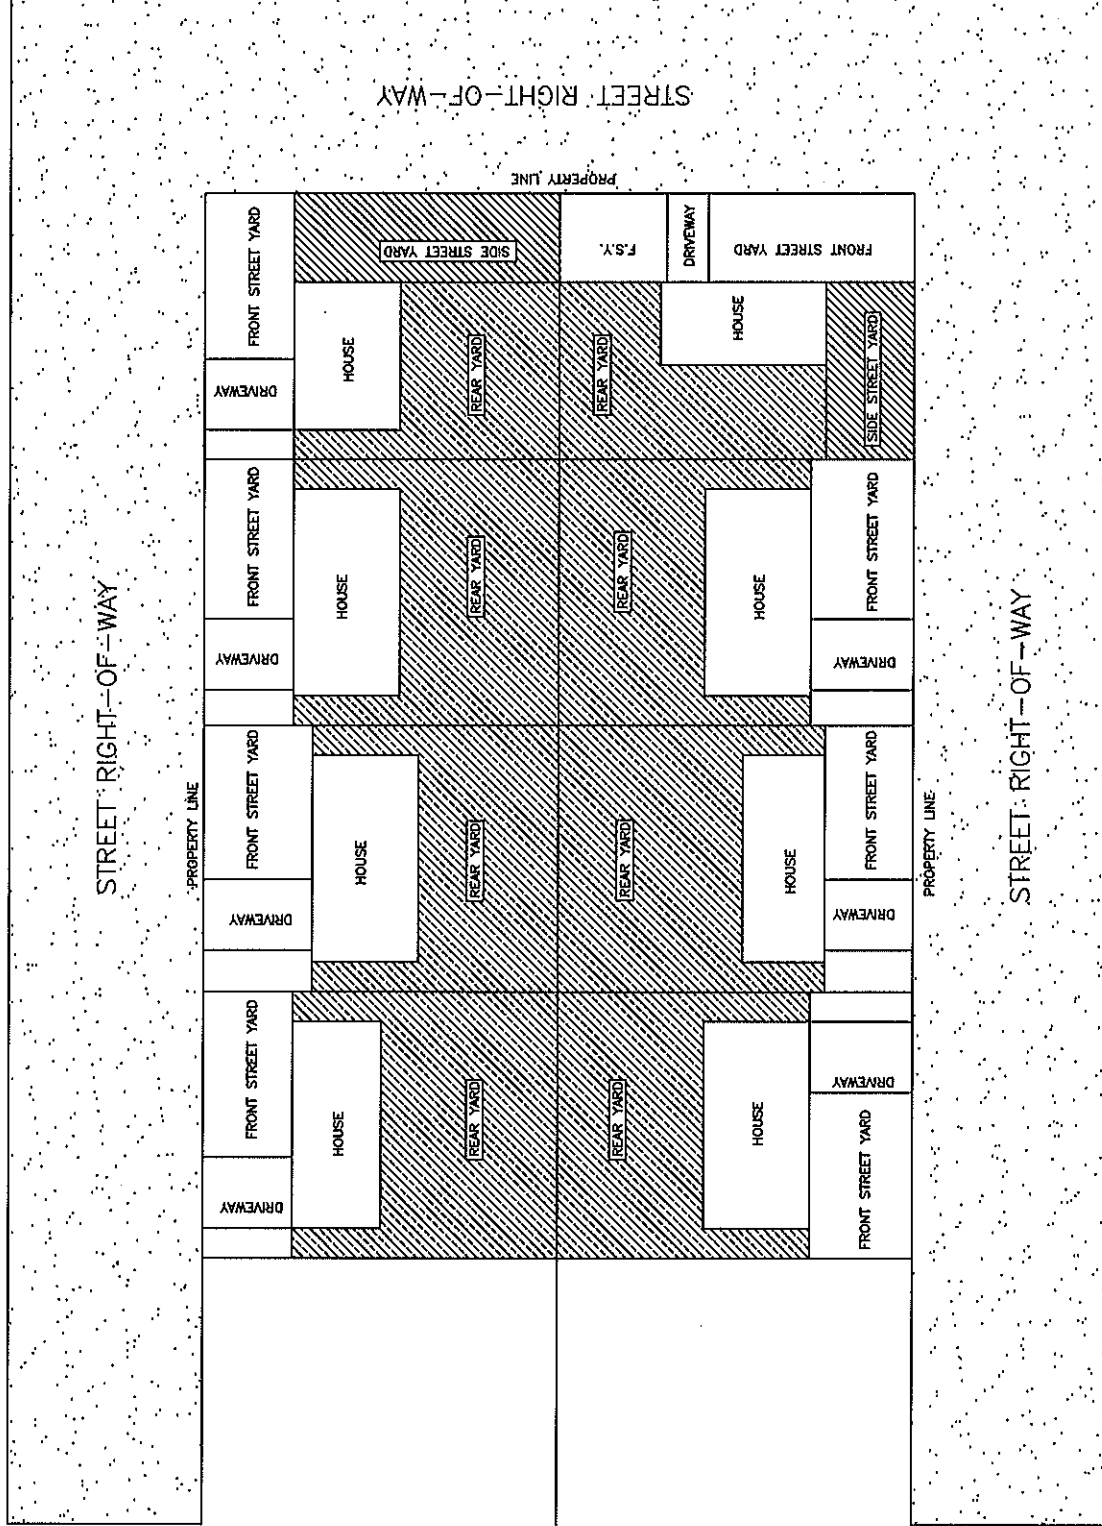 STREET RIGHT-OF-WAY
PROPERTY LINE
FRONT STREET YARD
DRIVEWAY
SIDE STREET YARD
HOUSE
REAR YARD
F.S.Y.
DRIVEWAY
FRONT STREET YARD
REAR YARD
HOUSE
SIDE STREET YARD
STREET RIGHT-OF-WAY
FRONT STREET YARD
DRIVEWAY
HOUSE
REAR YARD
REAR YARD
HOUSE
FRONT STREET YARD
DRIVEWAY
STREET RIGHT-OF-WAY
PROPERTY LINE
FRONT STREET YARD
DRIVEWAY
HOUSE
REAR YARD
REAR YARD
HOUSE
FRONT STREET YARD
DRIVEWAY
PROPERTY LINE
FRONT STREET YARD
DRIVEWAY
HOUSE
REAR YARD
REAR YARD
HOUSE
DRIVEWAY
FRONT STREET YARD